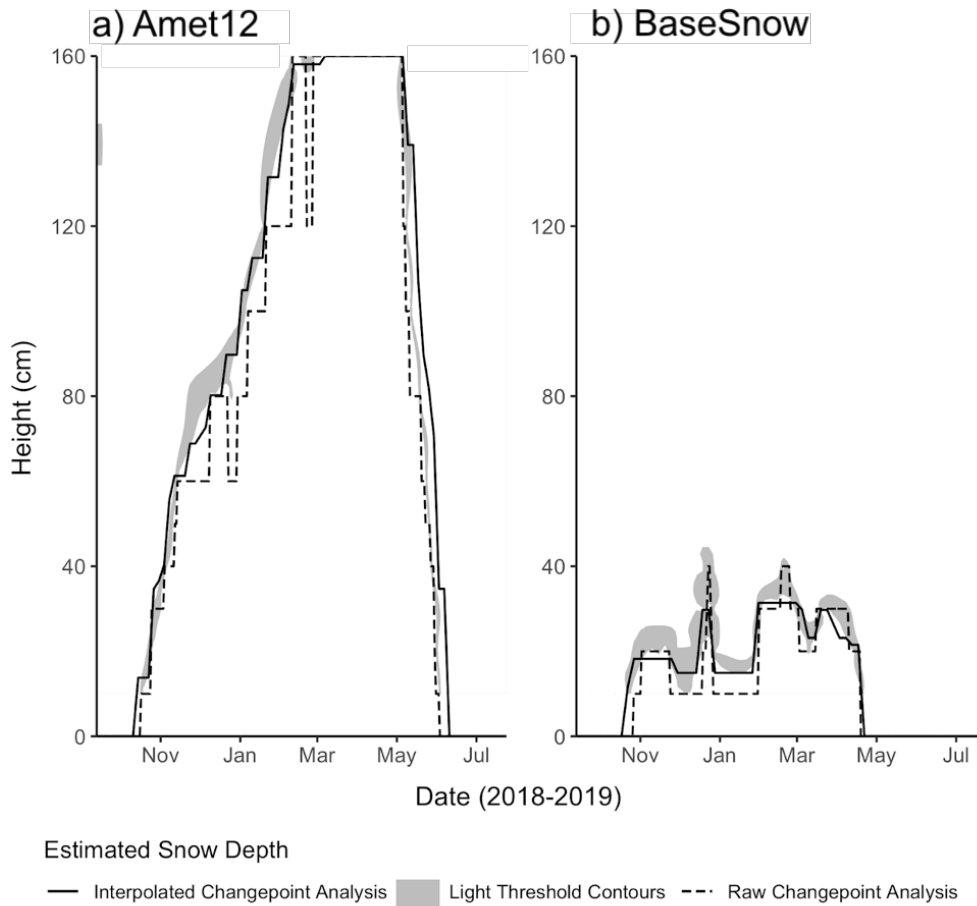 a) Amet12
b) BaseSnow
Height (cm)
160
120
80
40
0
Nov Jan Mar May Jul
160
120
80
40
0
Nov Jan Mar May Jul
Date (2018-2019)
Estimated Snow Depth
Interpolated Changepoint Analysis Light Threshold Contours Raw Changepoint Analysis